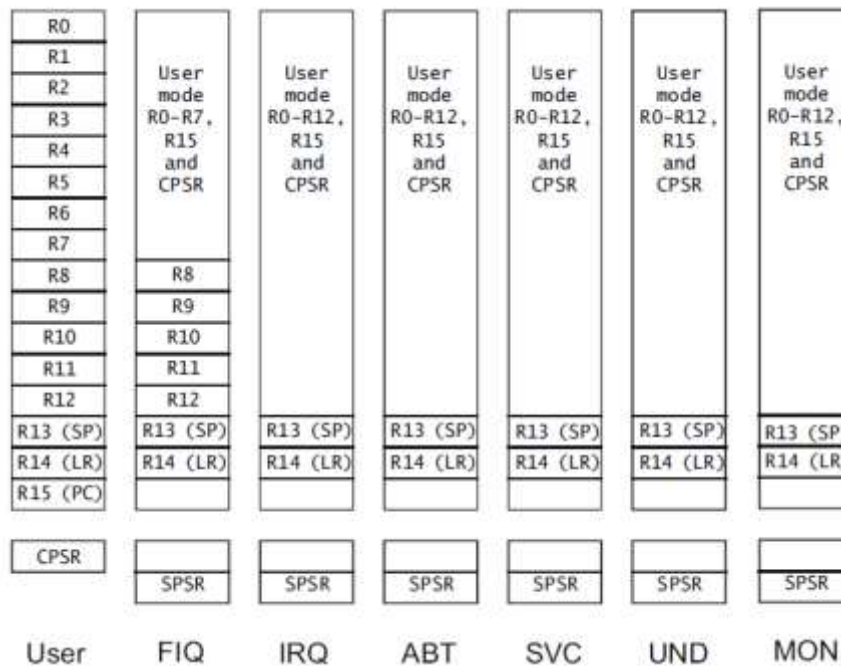 R0
R1
R2
R3
R4
R5
R6
R7
R8
R9
R10
R11
R12
R13 (SP)
R14 (LR)
R15 (PC)
CPSR
User
User
mode
R0-R7,
R15
and
CPSR
R8
R9
R10
R11
R12
R13 (SP)
R14 (LR)
SPSR
FIQ
User
mode
R0-R12,
R15
and
CPSR
R13 (SP)
R14 (LR)
SPSR
IRQ
User
mode
R0-R12,
R15
and
CPSR
R13 (SP)
R14 (LR)
SPSR
ABT
User
mode
R0-R12,
R15
and
CPSR
R13 (SP)
R14 (LR)
SPSR
SVC
User
mode
R0-R12,
R15
and
CPSR
R13 (SP)
R14 (LR)
SPSR
UND
User
mode
R0-R12,
R15
and
CPSR
R13 (SP
R14 (LR
SPSR
MON